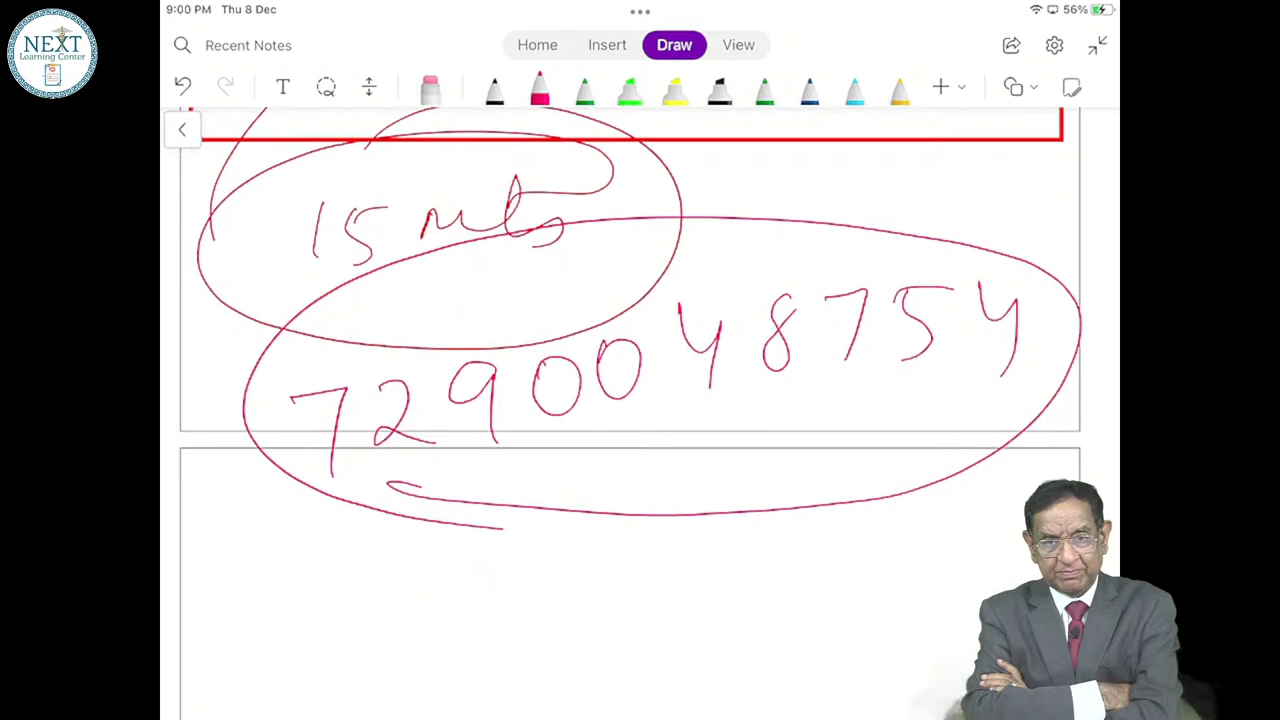 9:00 PM Thu 8 Dec
56%
NEXT
Learning Center
Recent Notes
Home Insert Draw View
T
15 mts
7290048754